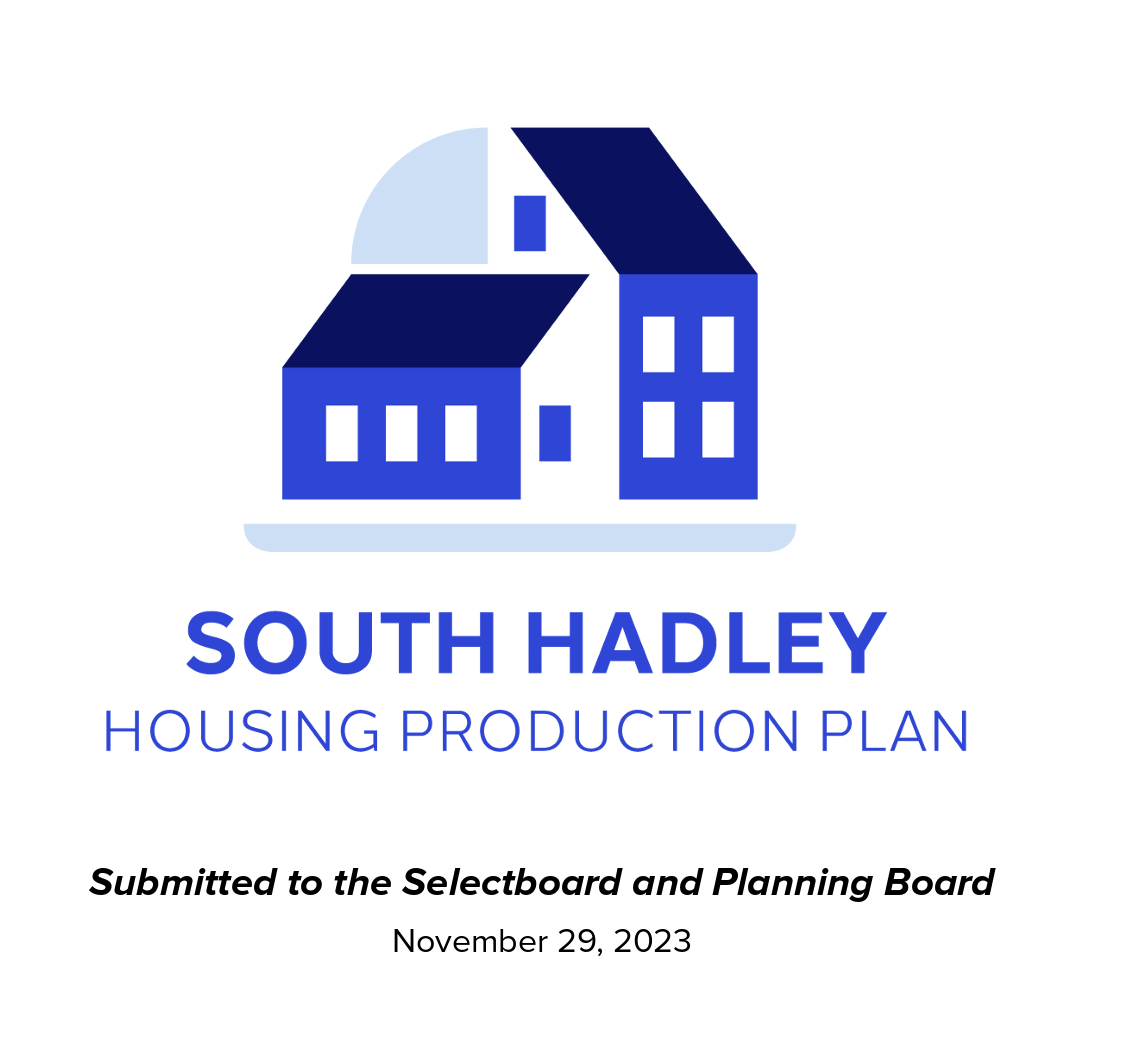 SOUTH HADLEY
HOUSING PRODUCTION PLAN
Submitted to the Selectboard and Planning Board
November 29, 2023